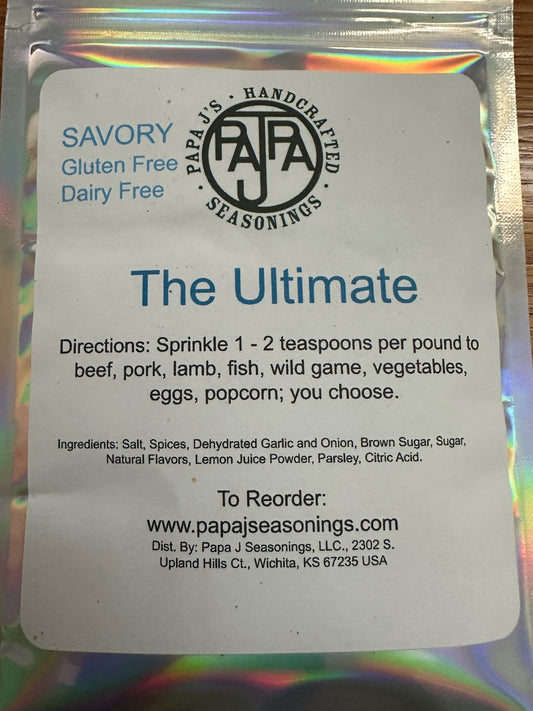 PAPA J'S · HANDCRAFTED · SEASONINGS ·
PAJPA
SAVORY
Gluten Free
Dairy Free
The Ultimate
Directions: Sprinkle 1 - 2 teaspoons per pound to
beef, pork, lamb, fish, wild game, vegetables,
eggs, popcorn; you choose.
Ingredients: Salt, Spices, Dehydrated Garlic and Onion, Brown Sugar, Sugar,
Natural Flavors, Lemon Juice Powder, Parsley, Citric Acid.
To Reorder:
www.papajseasonings.com
Dist. By: Papa J Seasonings, LLC., 2302 S.
Upland Hills Ct., Wichita, KS 67235 USA